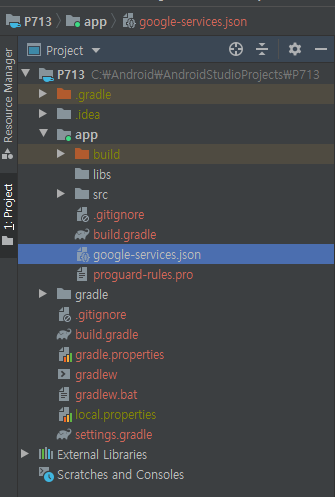 P713 app google-services.json
Resource Manager
1: Project
Project
P713 C:₩Android₩AndroidStudioProjects₩P713
.gradle
.idea
app
build
libs
src
.gitignore
build.gradle
google-services.json
proguard-rules.pro
gradle
.gitignore
build.gradle
gradle.properties
gradlew
gradlew.bat
local.properties
settings.gradle
External Libraries
Scratches and Consoles